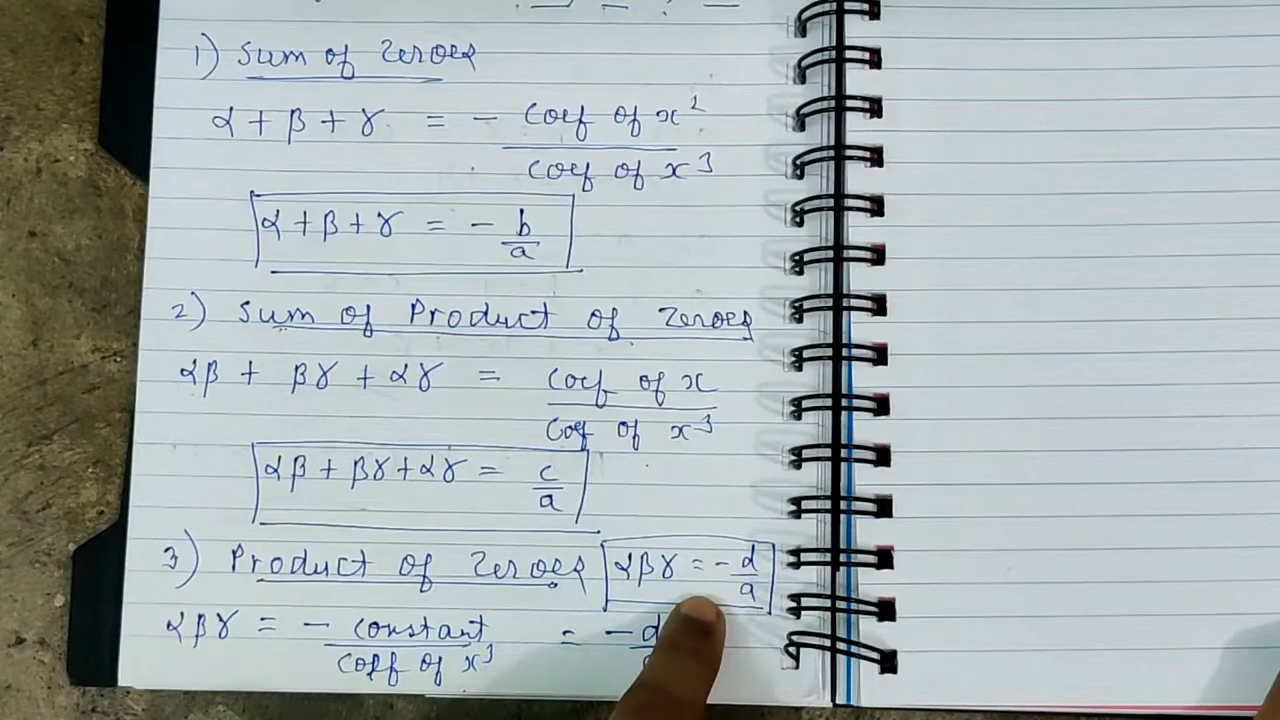 1) Sum of Zeroes
α + β + γ = - Coef of x² / Coef of x³
α + β + γ = - b/a
2) Sum of Product of Zeroes
αβ + βγ + αγ = Coef of x / Coef of x³
αβ + βγ + αγ = c/a
3) Product of Zeroes αβγ = - d/a
αβγ = - Constant / Coff of x³ = - d